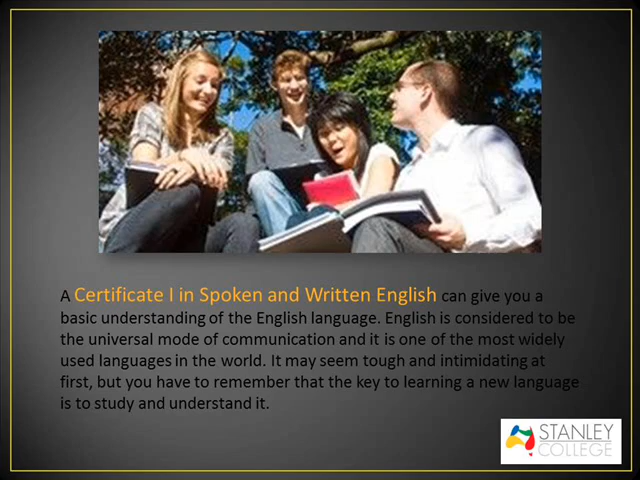 A Certificate I in Spoken and Written English can give you a
basic understanding of the English language. English is considered to be
the universal mode of communication and it is one of the most widely
used languages in the world. It may seem tough and intimidating at
first, but you have to remember that the key to learning a new language
is to study and understand it.
STANLEY
COLLEGE